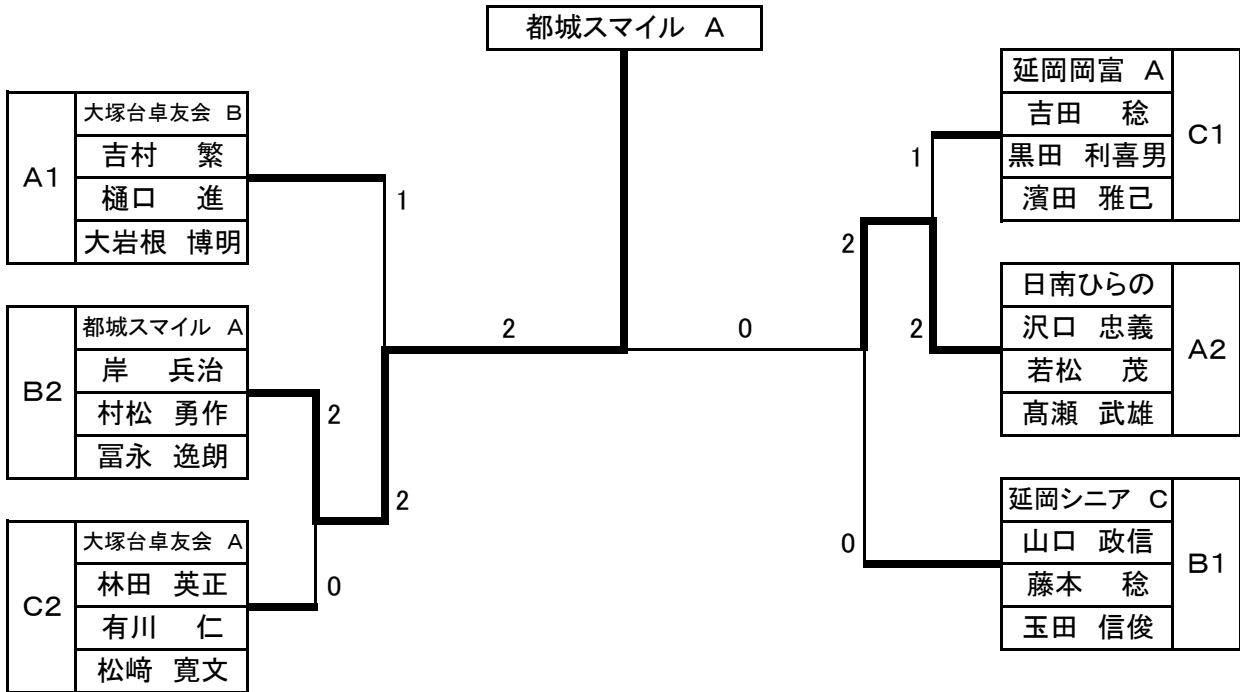 都城スマイル A
A1
大塚台卓友会 B
吉村 繁
樋口 進
大岩根 博明
B2
都城スマイル A
岸 兵治
村松 勇作
冨永 逸朗
C2
大塚台卓友会 A
林田 英正
有川 仁
松﨑 寛文
1
2
2
0
2
0
1
2
2
0
延岡岡富 A
吉田 稔
黒田 利喜男
濱田 雅己
C1
日南ひらの
沢口 忠義
若松 茂
髙瀬 武雄
A2
延岡シニア C
山口 政信
藤本 稔
玉田 信俊
B1